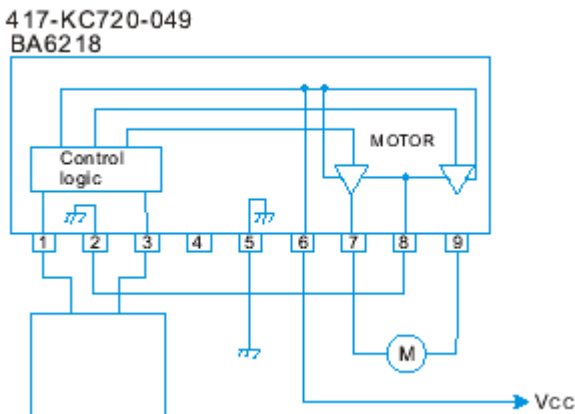 417-KC720-049
BA6218
MOTOR
Control
logic
1 2 3 4 5 6 7 8 9
M
Vcc